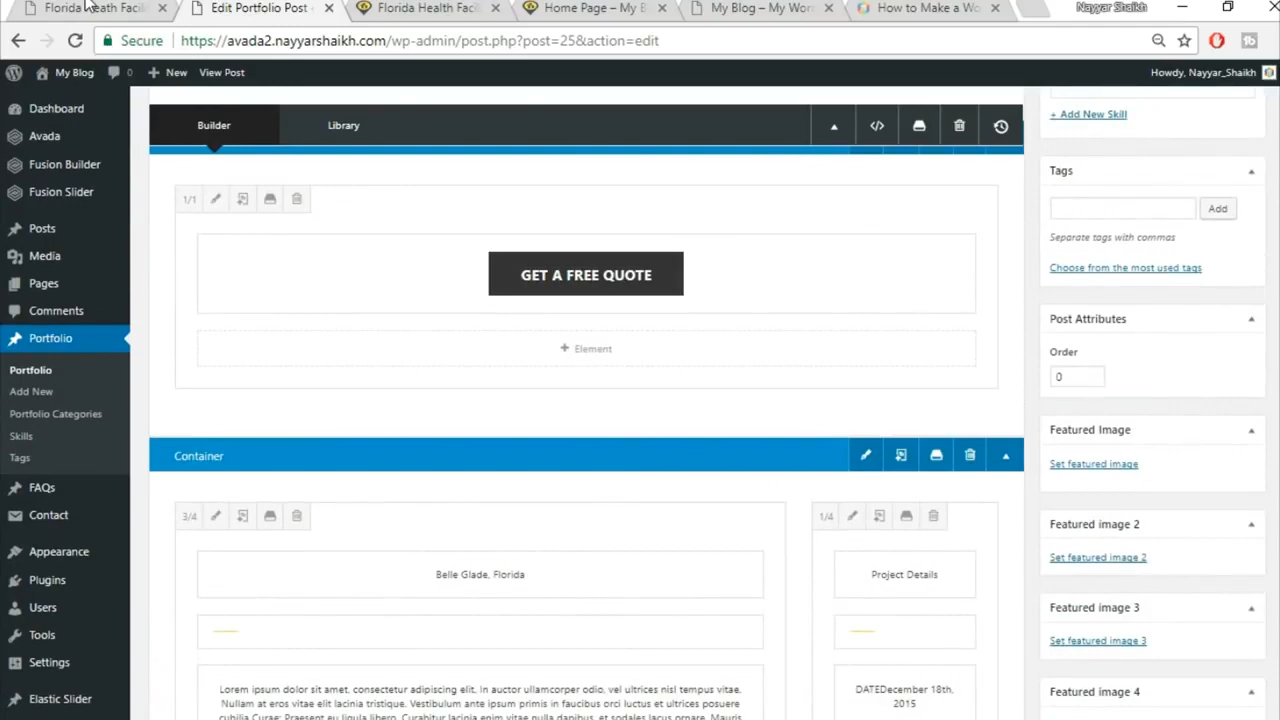 Florida Health Facili
Edit Portfolio Post
Florida Health Faci
Home Page – My B
My Blog – My Wor
How to Make a Wo
Nayyar Shaikh
Secure https://avada2.nayyarshaikh.com/wp-admin/post.php?post=25&action=edit
My Blog 0 New View Post
Howdy, Nayyar_Shaikh
Dashboard
Avada
Fusion Builder
Fusion Slider
Posts
Media
Pages
Comments
Portfolio
Portfolio
Add New
Portfolio Categories
Skills
Tags
FAQs
Contact
Appearance
Plugins
Users
Tools
Settings
Elastic Slider
Builder
Library
1/1
GET A FREE QUOTE
+ Element
Container
3/4
Belle Glade, Florida
Lorem ipsum dolor sit amet, consectetur adipiscing elit. In auctor ullamcorper odio, vel ultrices nisl tempus vitae.
Nullam at eros vitae elit lacinia tristique. Vestibulum ante ipsum primis in faucibus orci luctus et ultrices posuere
cubilia Curae; Praesent eu ligula libero. Curabitur lacinia enim vitae nulla dapibus, et sodales lacus ornare. Mauris
1/4
Project Details
DATEDecember 18th,
2015
+ Add New Skill
Tags
Add
Separate tags with commas
Choose from the most used tags
Post Attributes
Order
0
Featured Image
Set featured image
Featured image 2
Set featured image 2
Featured image 3
Set featured image 3
Featured image 4